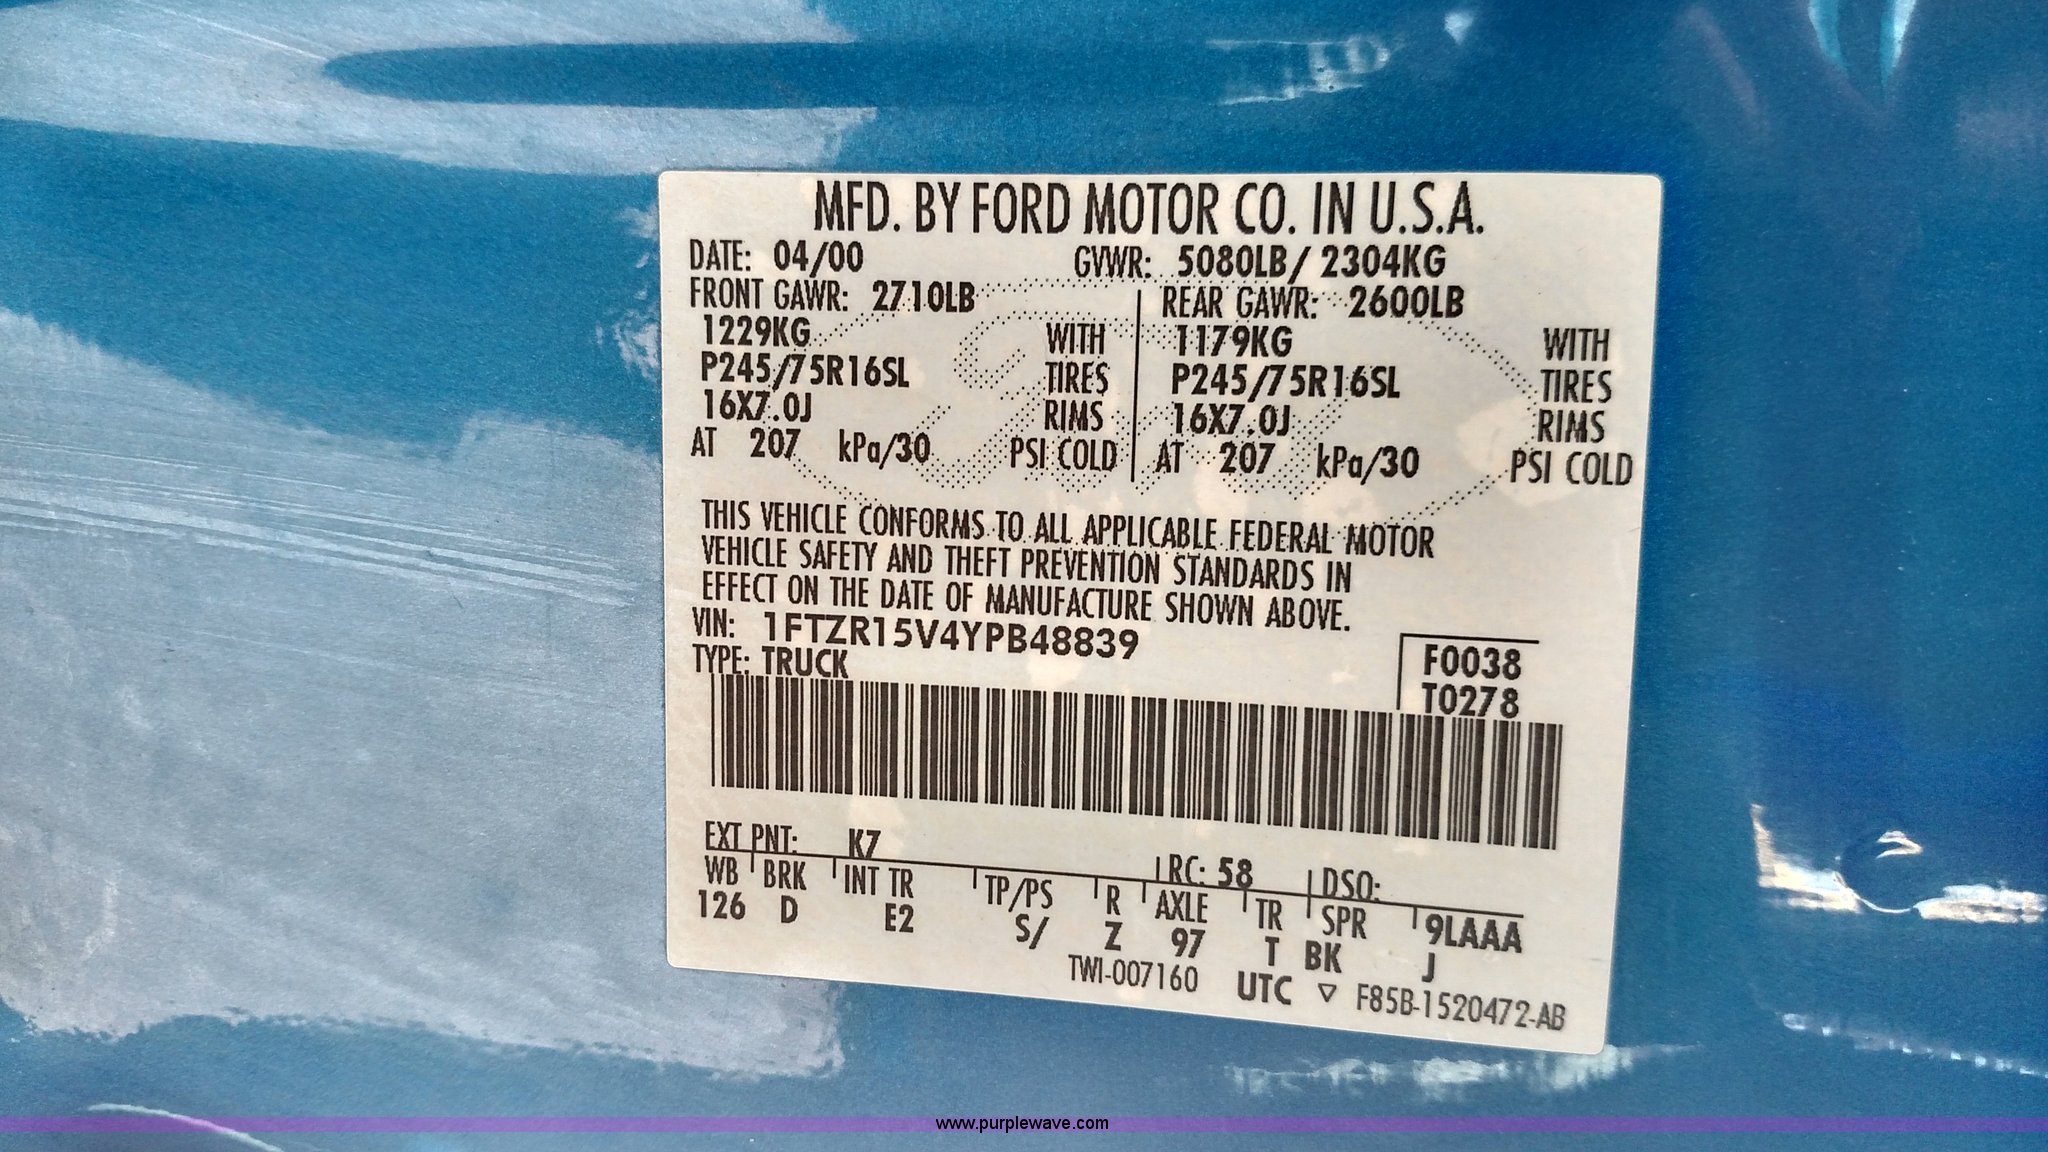 MFD. BY FORD MOTOR CO. IN U.S.A.
DATE: 04/00 GVWR: 5080LB/ 2304KG
FRONT GAWR: 2710LB REAR GAWR: 2600LB
1229KG WITH 1179KG WITH
P245/75R16SL TIRES P245/75R16SL TIRES
16X7.0J RIMS 16X7.0J RIMS
AT 207 kPa/30 PSI COLD AT 207 kPa/30 PSI COLD
THIS VEHICLE CONFORMS TO ALL APPLICABLE FEDERAL MOTOR
VEHICLE SAFETY AND THEFT PREVENTION STANDARDS IN
EFFECT ON THE DATE OF MANUFACTURE SHOWN ABOVE.
VIN: 1FTZR15V4YPB48839
TYPE: TRUCK
F0038
T0278
EXT PNT: K7 RC: 58 DSO:
WB BRK INT TR TP/PS R AXLE TR SPR 9LAAA
126 D E2 S/ Z 97 T BK J
TWI-007160 UTC ▽ F85B-1520472-AB
www.purplewave.com